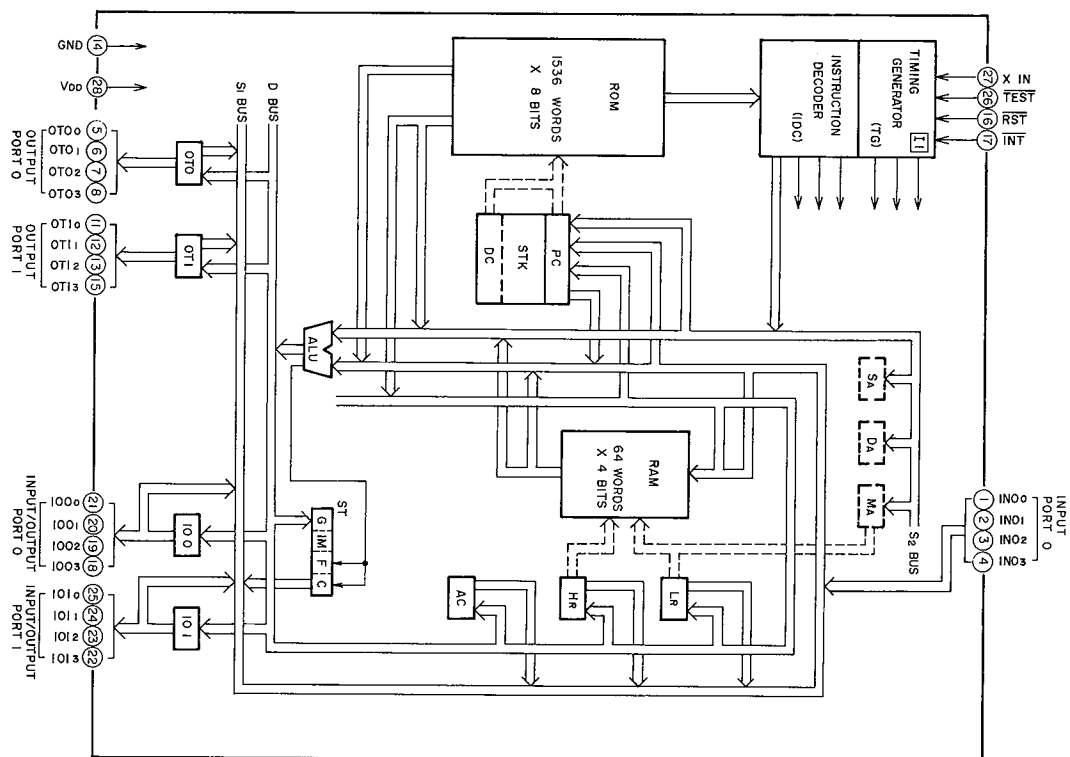 GND 14
VDD 28
OUTPUT PORT 0
OT00 5
OT01 6
OT02 7
OT03 8
OUTPUT PORT 1
OT10 11
OT11 12
OT12 13
OT13 15
INPUT/OUTPUT PORT 0
IO00 21
IO01 20
IO02 19
IO03 18
INPUT/OUTPUT PORT 1
IO10 25
IO11 24
IO12 23
IO13 22
OT0
OT1
IO0
IO1
S1 BUS
D BUS
ALU
ST
G IM F C
ROM
1536 WORDS
X 8 BITS
DC
STK
PC
RAM
64 WORDS
X 4 BITS
AC
HR
LR
TIMING
GENERATOR
(TG)
II
INSTRUCTION
DECODER
(IDC)
SA
DA
MA
S2 BUS
27 X IN
26 TEST
16 RST
17 INT
INPUT PORT 0
1 IN00
2 IN01
3 IN02
4 IN03